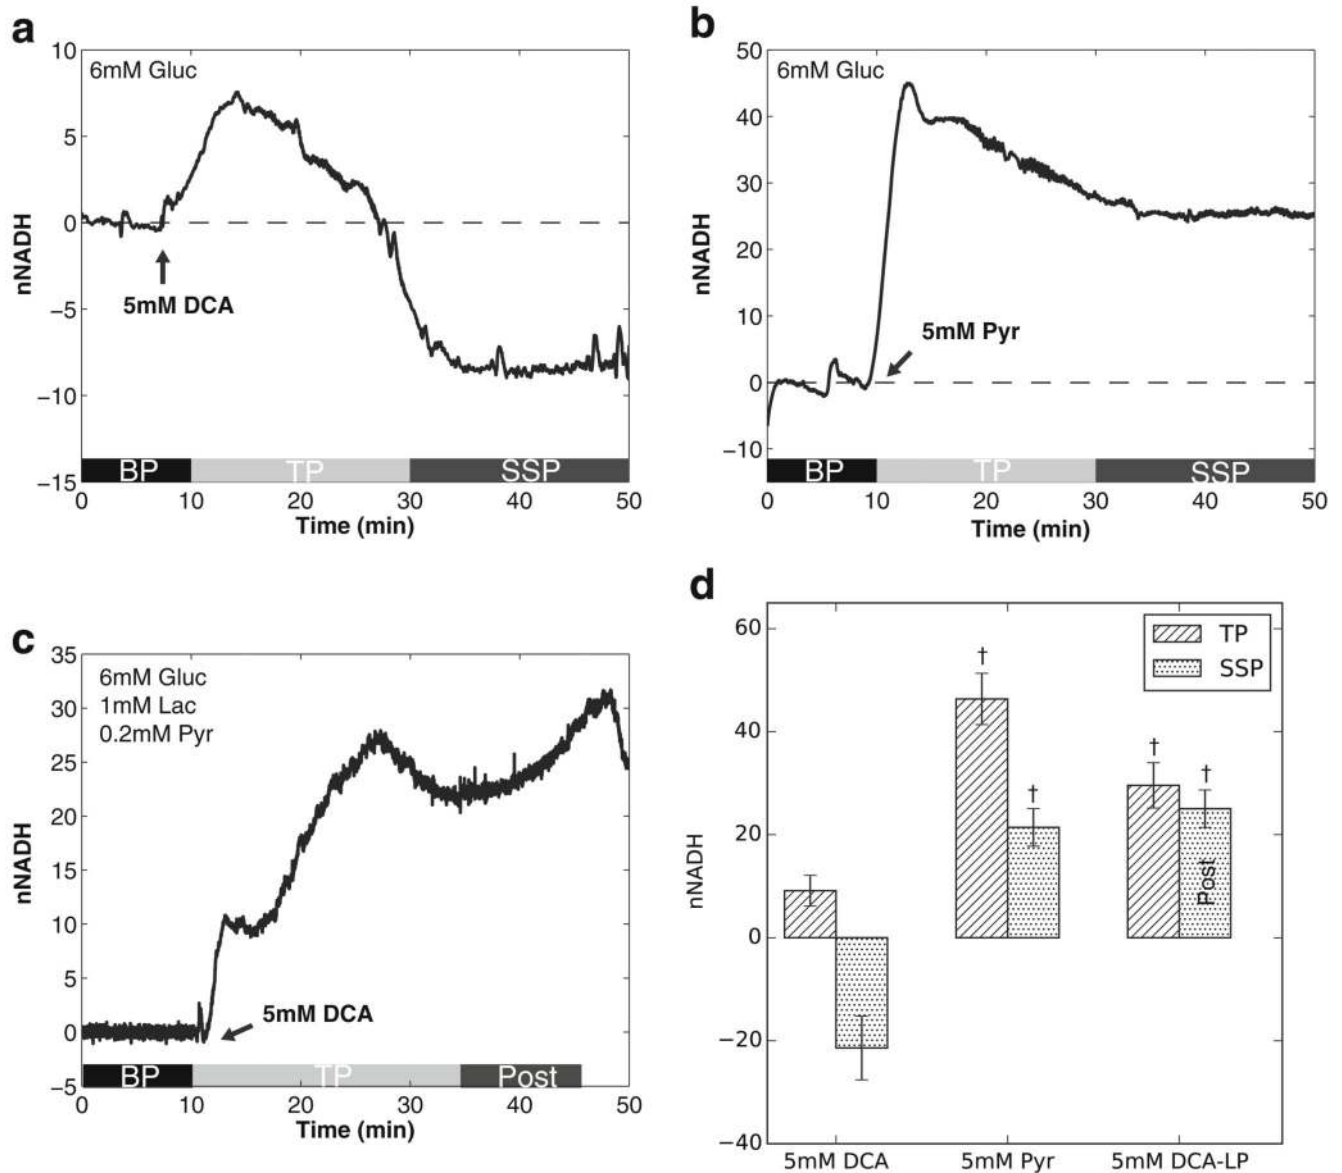 a
6mM Gluc
10
5
0
−5
−10
−15
nNADH
5mM DCA
BP TP SSP
0 10 20 30 40 50
Time (min)
b
6mM Gluc
50
40
30
20
10
0
−10
nNADH
5mM Pyr
BP TP SSP
0 10 20 30 40 50
Time (min)
c
6mM Gluc
1mM Lac
0.2mM Pyr
35
30
25
20
15
10
5
0
−5
nNADH
5mM DCA
BP TP Post
0 10 20 30 40 50
Time (min)
d
60
40
20
0
−20
−40
nNADH
TP
SSP
†
†
†
†
Post
5mM DCA 5mM Pyr 5mM DCA-LP